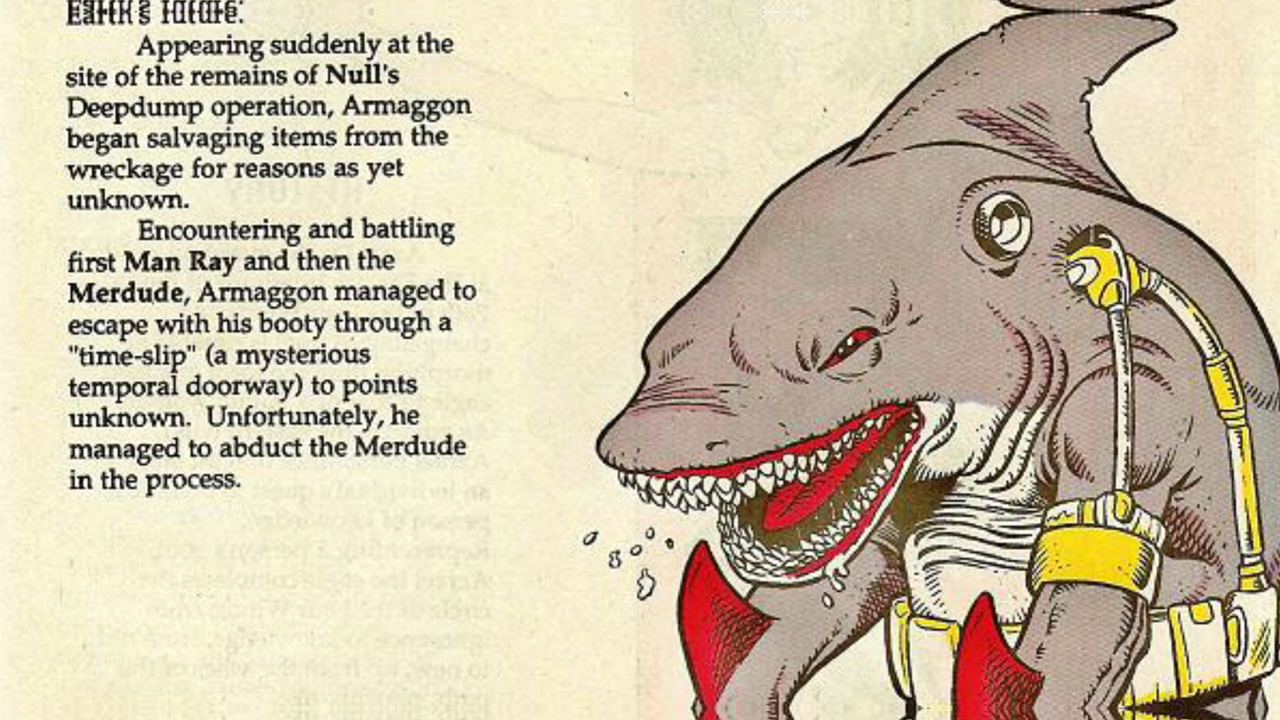 Earth's future.
Appearing suddenly at the
site of the remains of Null's
Deepdump operation, Armaggon
began salvaging items from the
wreckage for reasons as yet
unknown.
Encountering and battling
first Man Ray and then the
Merdude, Armaggon managed to
escape with his booty through a
"time-slip" (a mysterious
temporal doorway) to points
unknown. Unfortunately, he
managed to abduct the Merdude
in the process.